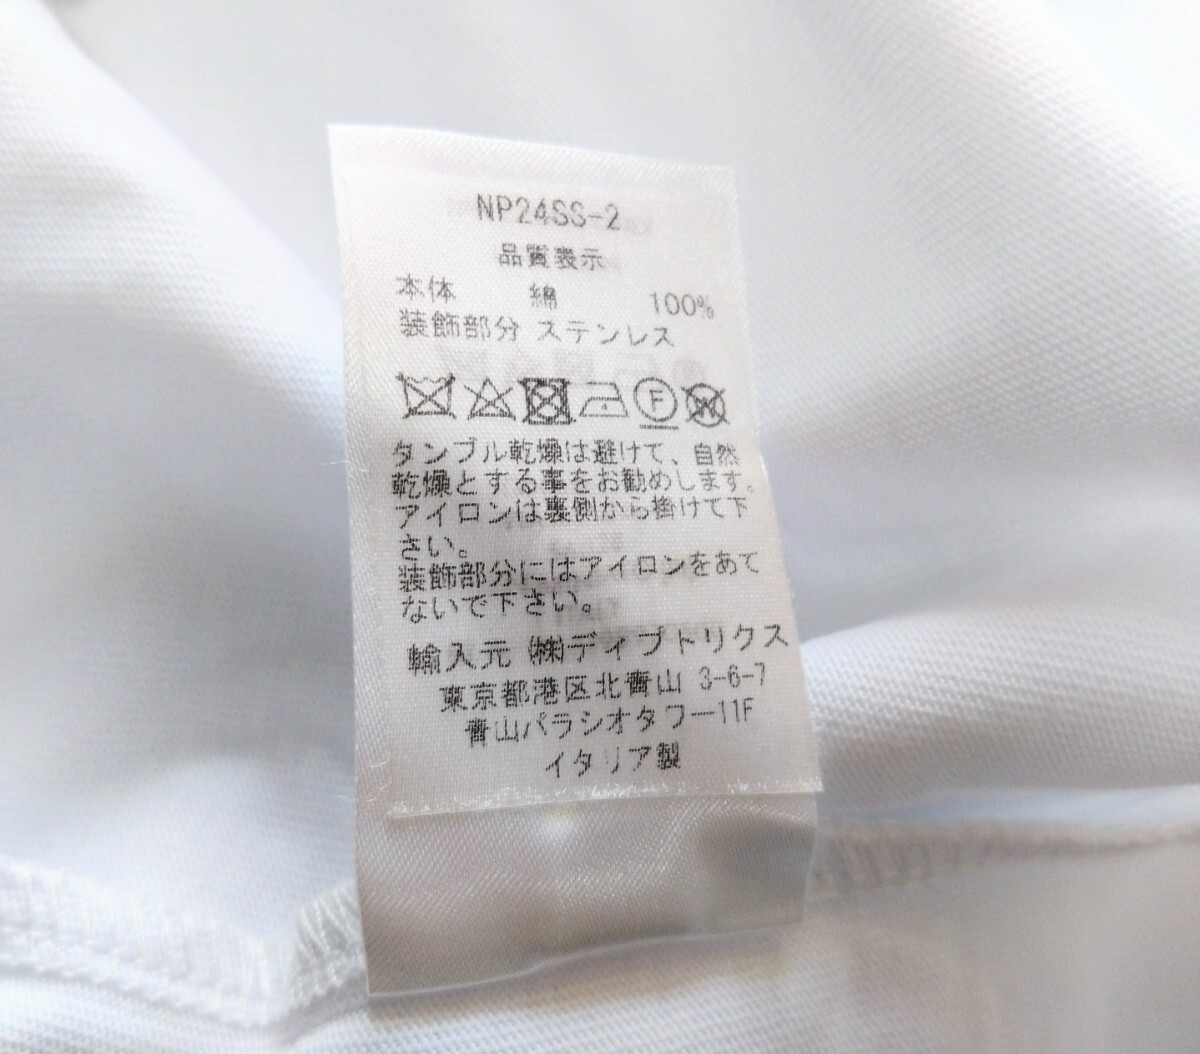 NP24SS-2
品質表示
本体 綿 100%
装飾部分 ステンレス
F W
タンブル乾燥は避けて、自然
乾燥とする事をお勧めします。
アイロンは裏側から掛けて下
さい。
装飾部分にはアイロンをあて
ないで下さい。
輸入元 ㈱ディプトリクス
東京都港区北青山 3-6-7
青山パラシオタワー11F
イタリア製